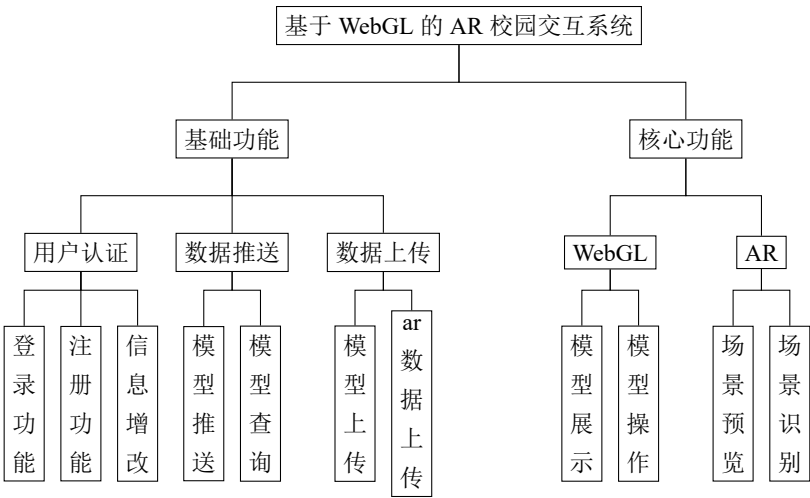 基于 WebGL 的 AR 校园交互系统
基础功能
核心功能
用户认证
数据推送
数据上传
WebGL
AR
登录功能
注册功能
信息增改
模型推送
模型查询
模型上传
ar数据上传
模型展示
模型操作
场景预览
场景识别